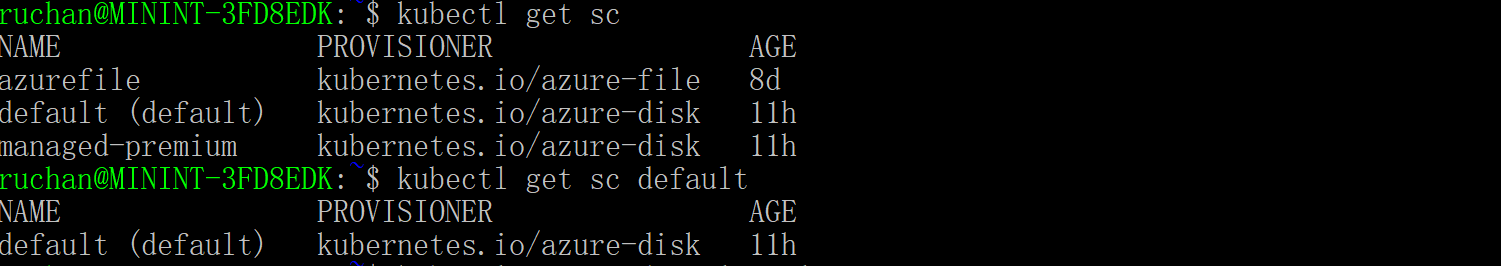 ruchan@MININT-3FD8EDK:~$ kubectl get sc
NAME PROVISIONER AGE
azurefile kubernetes.io/azure-file 8d
default (default) kubernetes.io/azure-disk 11h
managed-premium kubernetes.io/azure-disk 11h
ruchan@MININT-3FD8EDK:~$ kubectl get sc default
NAME PROVISIONER AGE
default (default) kubernetes.io/azure-disk 11h